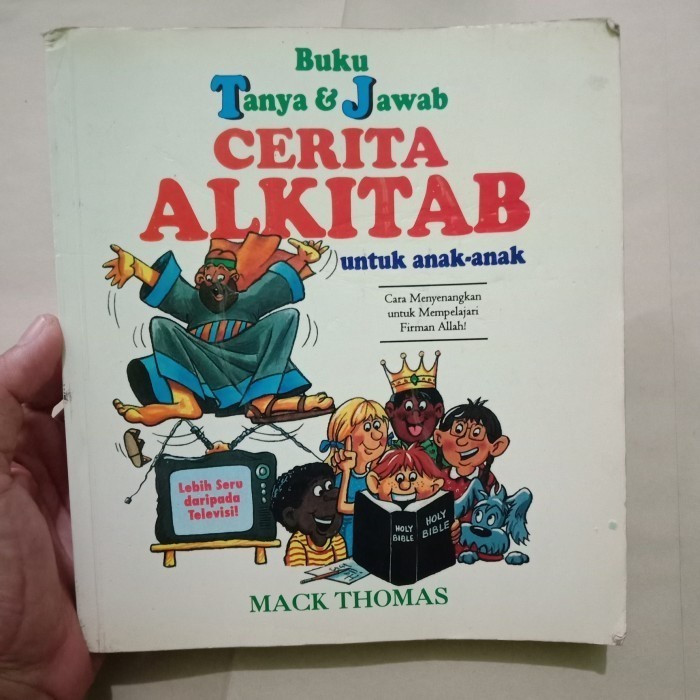 Buku
Tanya & Jawab
CERITA
ALKITAB
untuk anak-anak
Cara Menyenangkan
untuk Mempelajari
Firman Allah!
Lebih Seru
daripada
Televisi!
HOLY
BIBLE
HOLY
BIBLE
MACK THOMAS